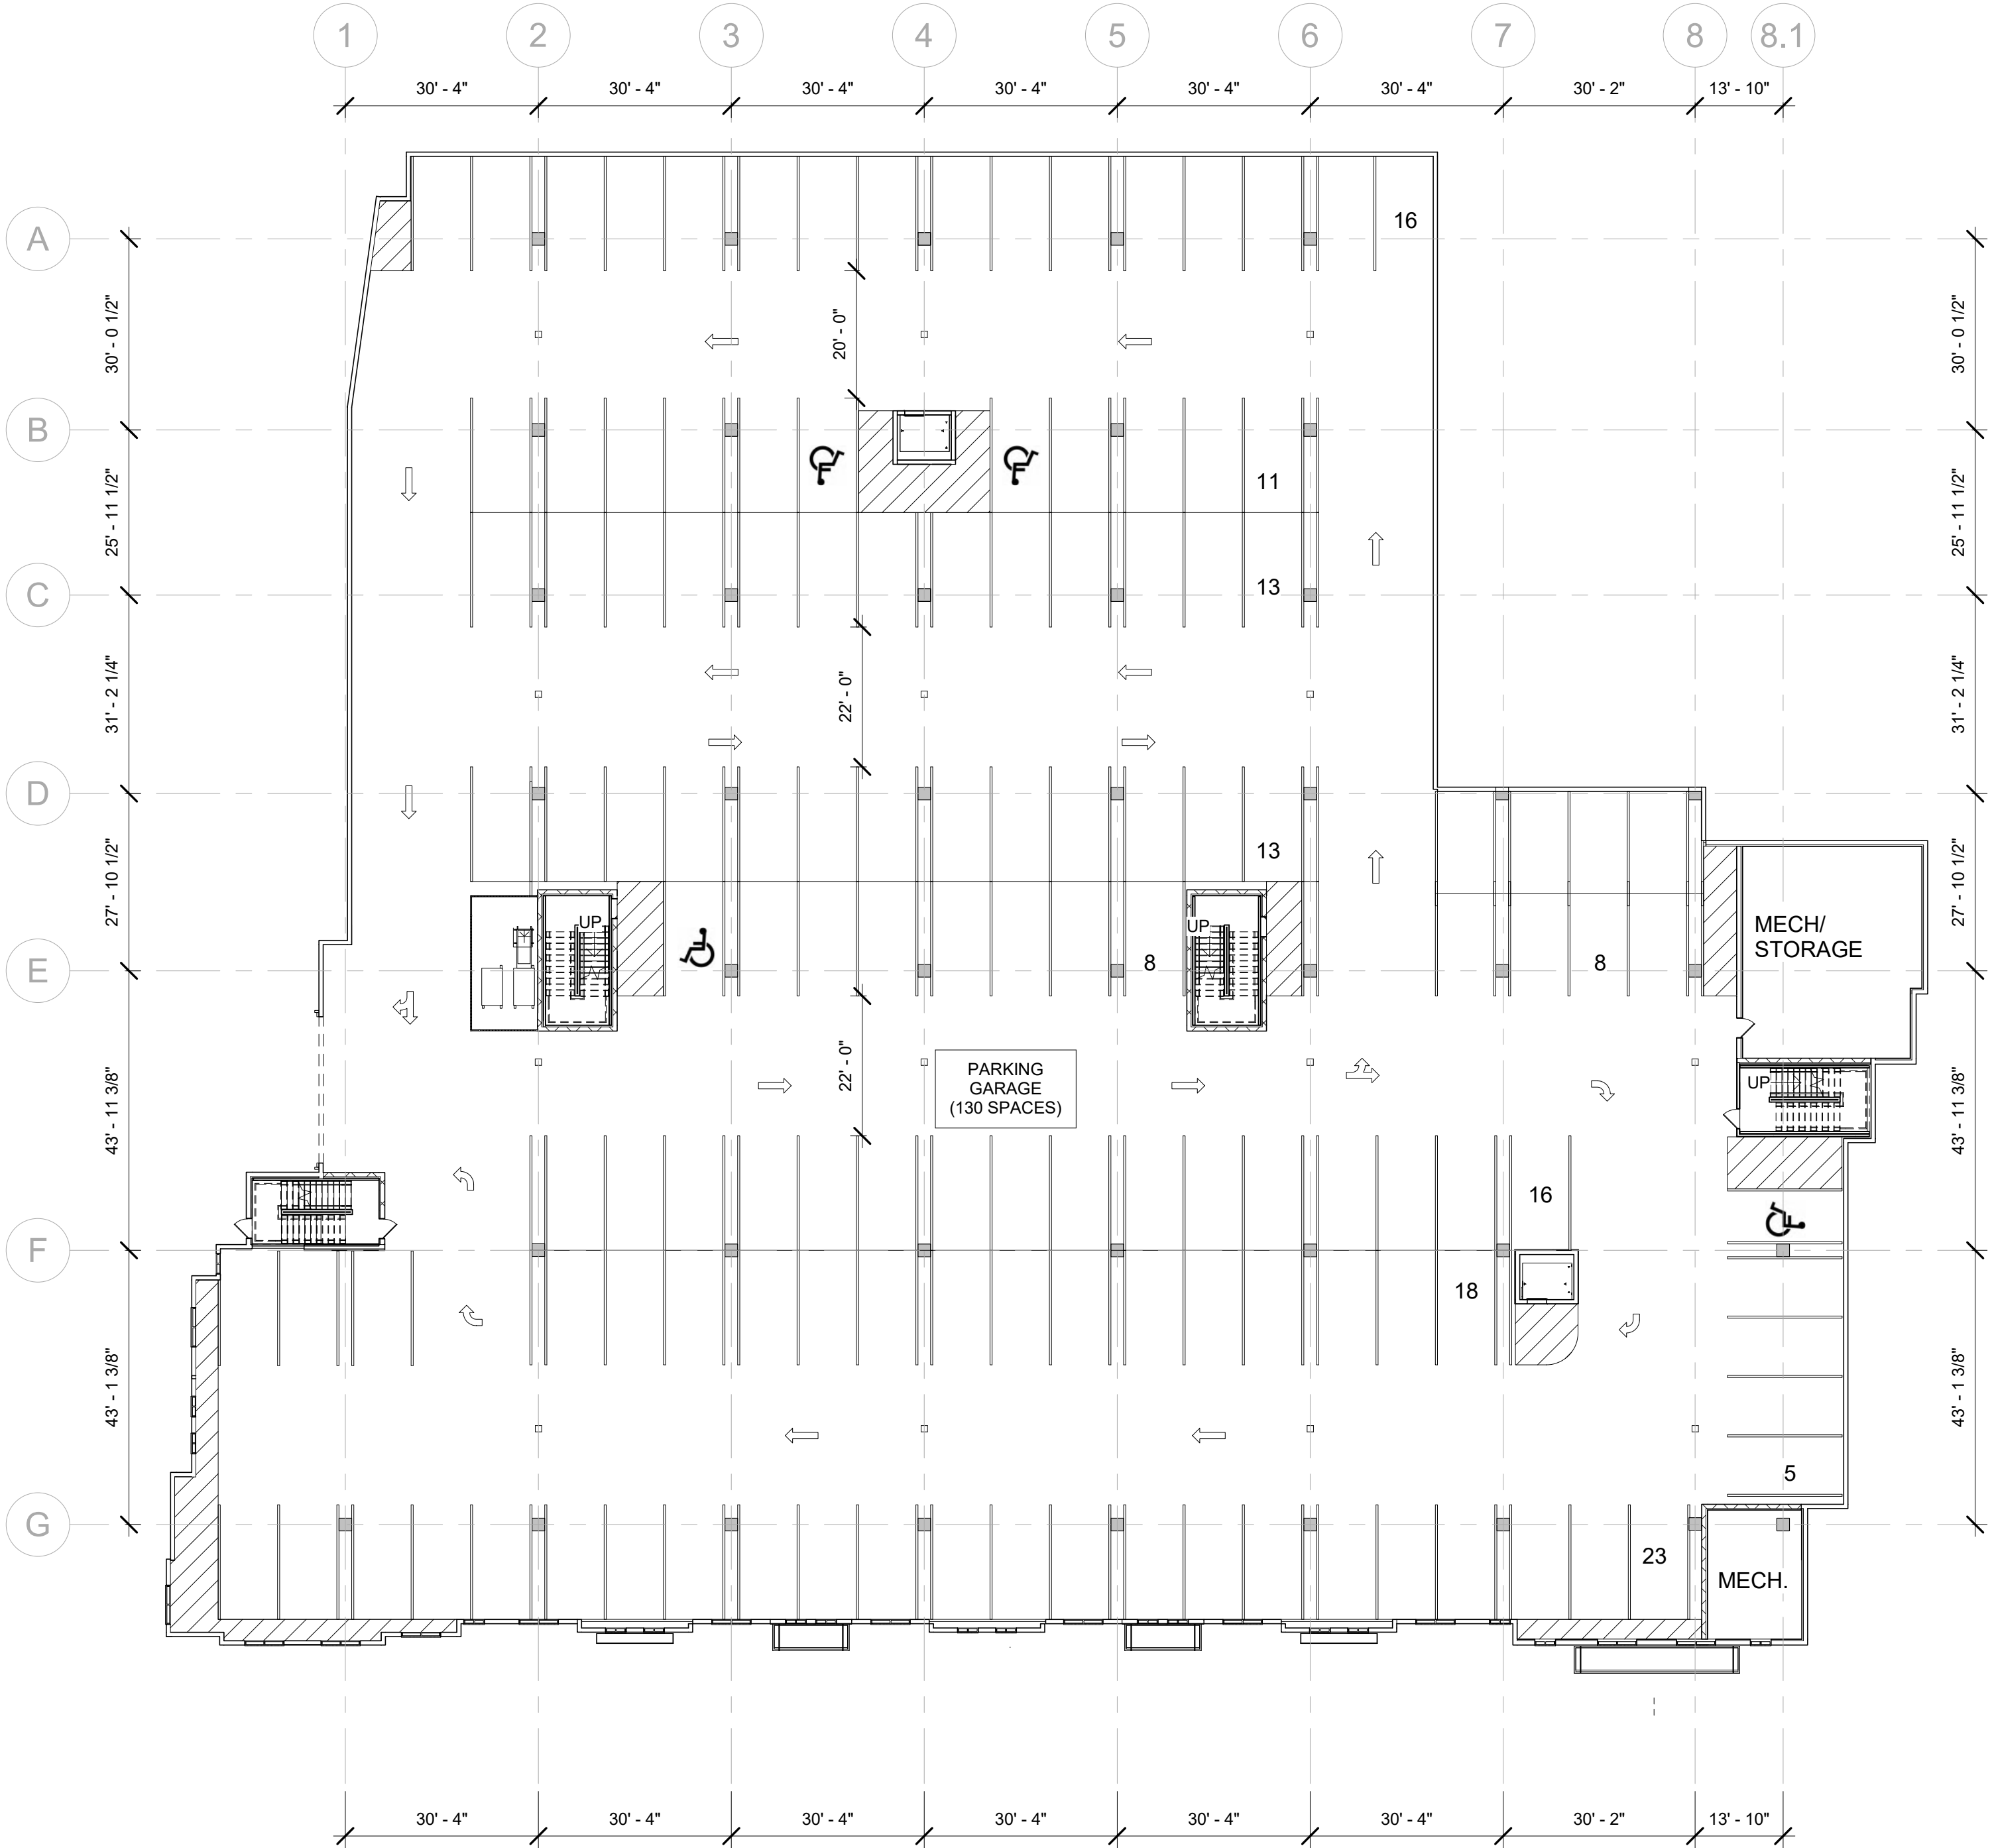 1 2 3 4 5 6 7 8 8.1
30' - 4" 30' - 4" 30' - 4" 30' - 4" 30' - 4" 30' - 4" 30' - 2" 13' - 10"
16
A
30' - 0 1/2" 20' - 0" 30' - 0 1/2"
B
11
25' - 11 1/2" 25' - 11 1/2"
13
C
31' - 2 1/4" 22' - 0" 31' - 2 1/4"
D
13
27' - 10 1/2" 27' - 10 1/2"
UP UP
MECH/
STORAGE
E
8 8
43' - 11 3/8" 22' - 0" 43' - 11 3/8"
PARKING
GARAGE
(130 SPACES)
UP
16
F
18
43' - 1 3/8" 43' - 1 3/8"
5
G
23
MECH.
30' - 4" 30' - 4" 30' - 4" 30' - 4" 30' - 4" 30' - 4" 30' - 2" 13' - 10"